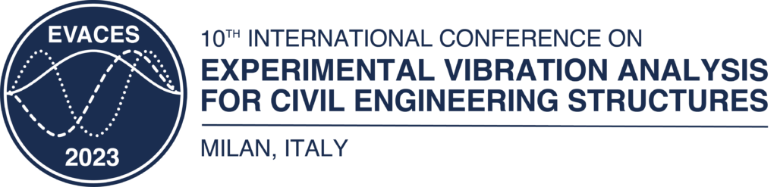 EVACES
2023
10TH INTERNATIONAL CONFERENCE ON
EXPERIMENTAL VIBRATION ANALYSIS
FOR CIVIL ENGINEERING STRUCTURES
MILAN, ITALY